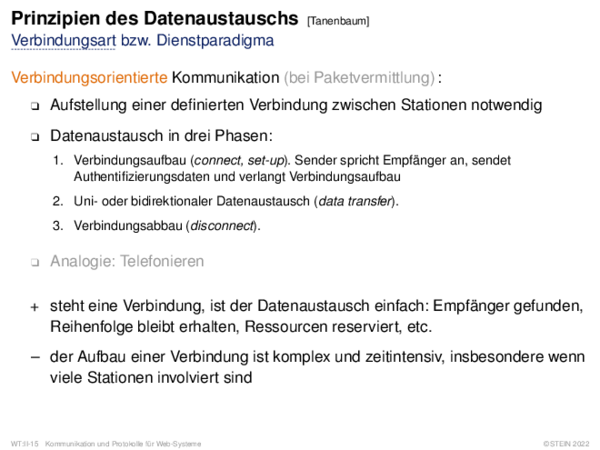 Prinzipien des Datenaustauschs [Tanenbaum]
Verbindungsart bzw. Dienstparadigma
Verbindungsorientierte Kommunikation (bei Paketvermittlung) :
❑ Aufstellung einer definierten Verbindung zwischen Stationen notwendig
❑ Datenaustausch in drei Phasen:
1. Verbindungsaufbau (connect, set-up). Sender spricht Empfänger an, sendet
Authentifizierungsdaten und verlangt Verbindungsaufbau
2. Uni- oder bidirektionaler Datenaustausch (data transfer).
3. Verbindungsabbau (disconnect).
❑ Analogie: Telefonieren
+ steht eine Verbindung, ist der Datenaustausch einfach: Empfänger gefunden,
Reihenfolge bleibt erhalten, Ressourcen reserviert, etc.
– der Aufbau einer Verbindung ist komplex und zeitintensiv, insbesondere wenn
viele Stationen involviert sind
WT:II-15 Kommunikation und Protokolle für Web-Systeme ©STEIN 2022